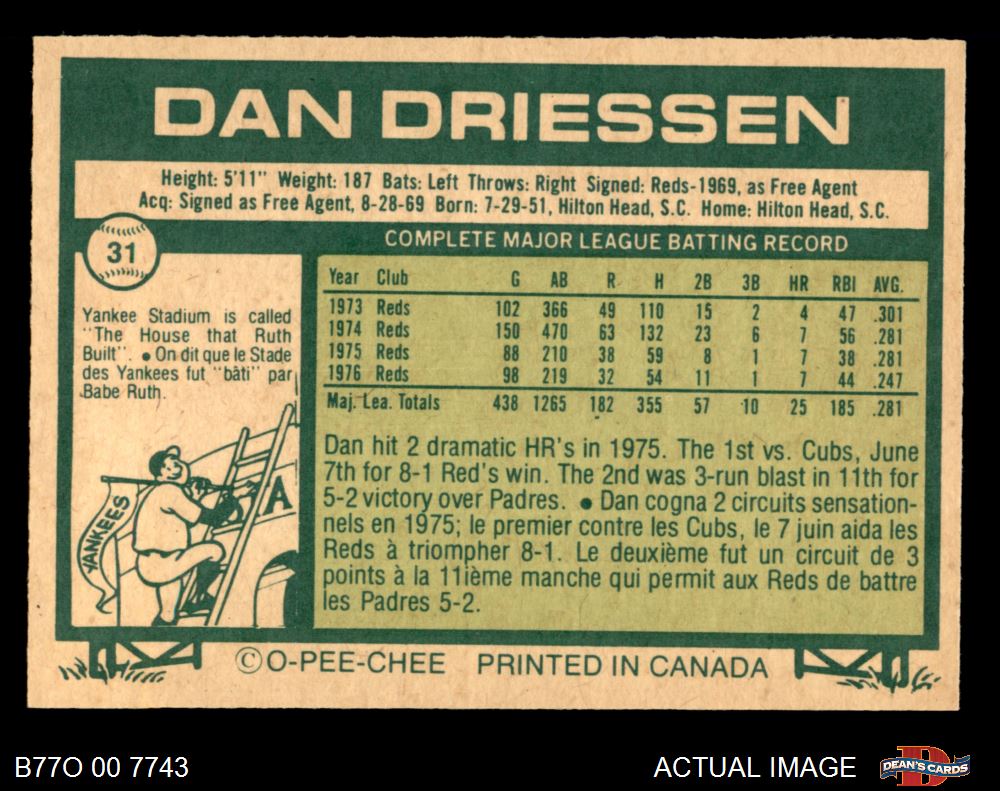 DAN DRIESSEN
Height: 5'11" Weight: 187 Bats: Left Throws: Right Signed: Reds-1969, as Free Agent
Acq: Signed as Free Agent, 8-28-69 Born: 7-29-51, Hilton Head, S.C. Home: Hilton Head, S.C.
31
COMPLETE MAJOR LEAGUE BATTING RECORD
Yankee Stadium is called
"The House that Ruth
Built". • On dit que le Stade
des Yankees fut "bâti" par
Babe Ruth.
YANKEES
A
Year Club G AB R H 2B 3B HR RBI AVG.
1973 Reds 102 366 49 110 15 2 4 47 .301
1974 Reds 150 470 63 132 23 6 7 56 .281
1975 Reds 88 210 38 59 8 1 7 38 .281
1976 Reds 98 219 32 54 11 1 7 44 .247
Maj. Lea. Totals 438 1265 182 355 57 10 25 185 .281
Dan hit 2 dramatic HR's in 1975. The 1st vs. Cubs, June
7th for 8-1 Red's win. The 2nd was 3-run blast in 11th for
5-2 victory over Padres. • Dan cogna 2 circuits sensation-
nels en 1975; le premier contre les Cubs, le 7 juin aida les
Reds à triompher 8-1. Le deuxième fut un circuit de 3
points à la 11ième manche qui permit aux Reds de battre
les Padres 5-2.
©O-PEE-CHEE PRINTED IN CANADA
B77O 00 7743
ACTUAL IMAGE
D
DEAN'S CARDS